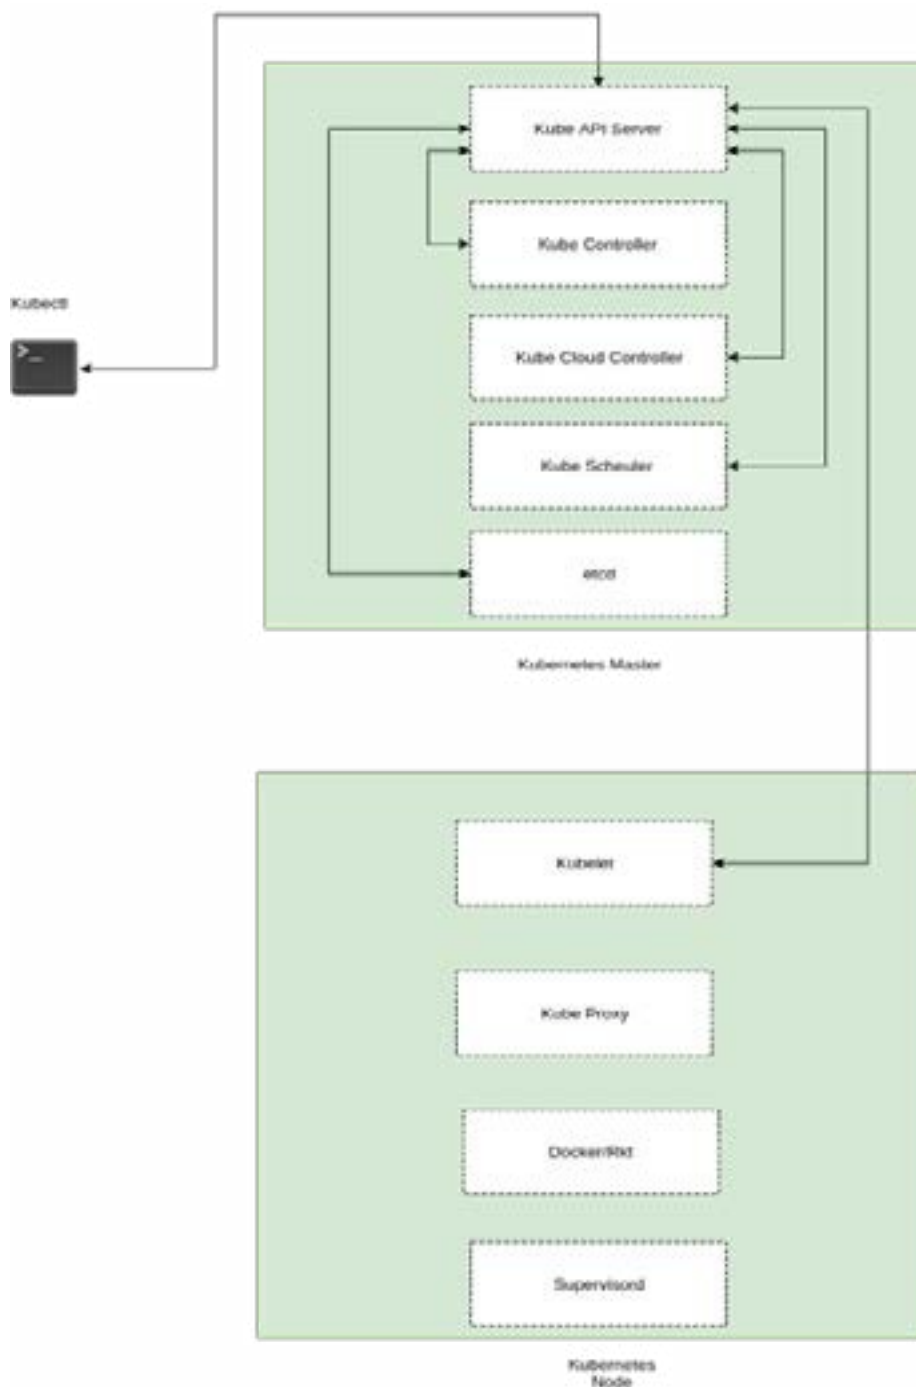 Kube API Server
Kube Controller
Kubectl
>_
Kube Cloud Controller
Kube Scheuler
etcd
Kubernetes Master
Kubelet
Kube Proxy
Docker/Rkt
Supervisord
Kubernetes
Node